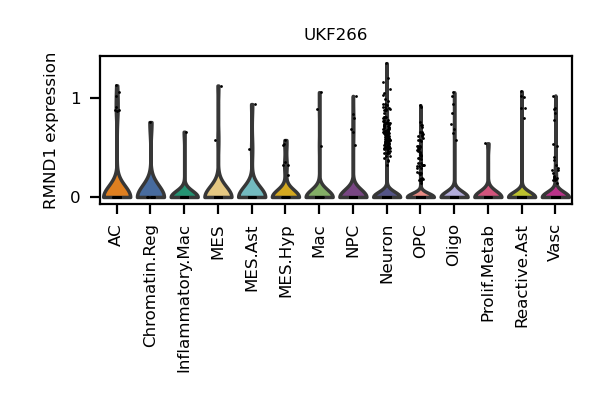 UKF266
RMND1 expression
1
0
AC
Chromatin.Reg
Inflammatory.Mac
MES
MES.Ast
MES.Hyp
Mac
NPC
Neuron
OPC
Oligo
Prolif.Metab
Reactive.Ast
Vasc